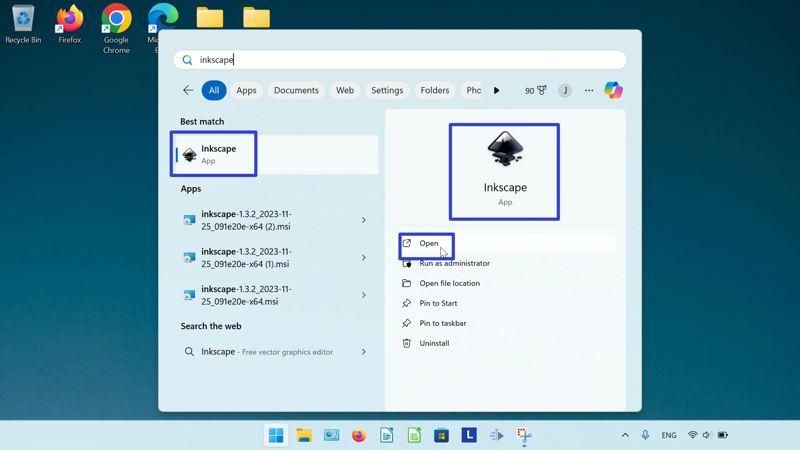 Recycle Bin
Firefox
Google
Chrome
inkscape
All
Apps
Documents
Web
Settings
Folders
Pho
90
J
Best match
Inkscape
App
Apps
inkscape-1.3.2_2023-11-
25_091e20e-x64 (2).msi
inkscape-1.3.2_2023-11-
25_091e20e-x64 (1).msi
inkscape-1.3.2_2023-11-
25_091e20e-x64.msi
Search the web
Inkscape - Free vector graphics editor
Inkscape
App
Open
Run as administrator
Open file location
Pin to Start
Pin to taskbar
Uninstall
L
ENG